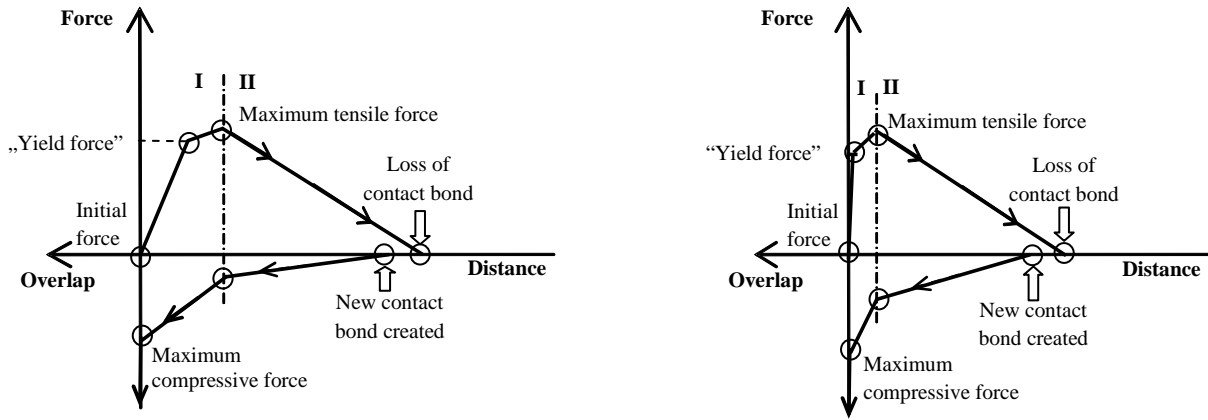 Force
I II
Maximum tensile force
„Yield force”
Loss of
contact bond
Initial
force
Overlap
Distance
New contact
bond created
Maximum
compressive force
Force
I II
Maximum tensile force
“Yield force”
Loss of
contact bond
Initial
force
Overlap
Distance
New contact
bond created
Maximum
compressive force